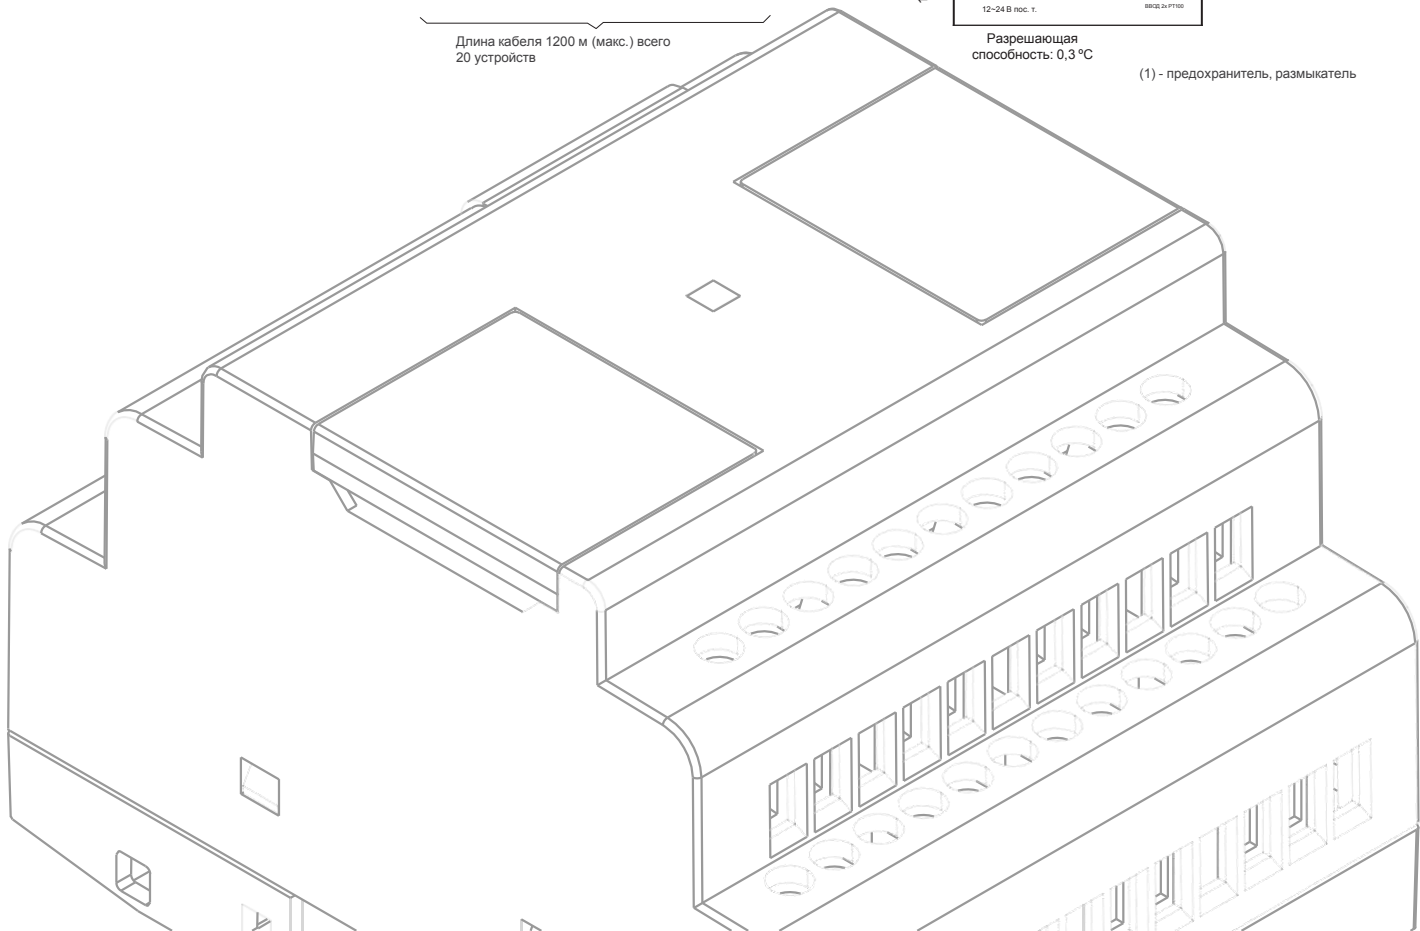 12~24 В пос. т.
ВВОД 2x PT100
Длина кабеля 1200 м (макс.) всего
20 устройств
Разрешающая
способность: 0,3 ºC
(1) - предохранитель, размыкатель